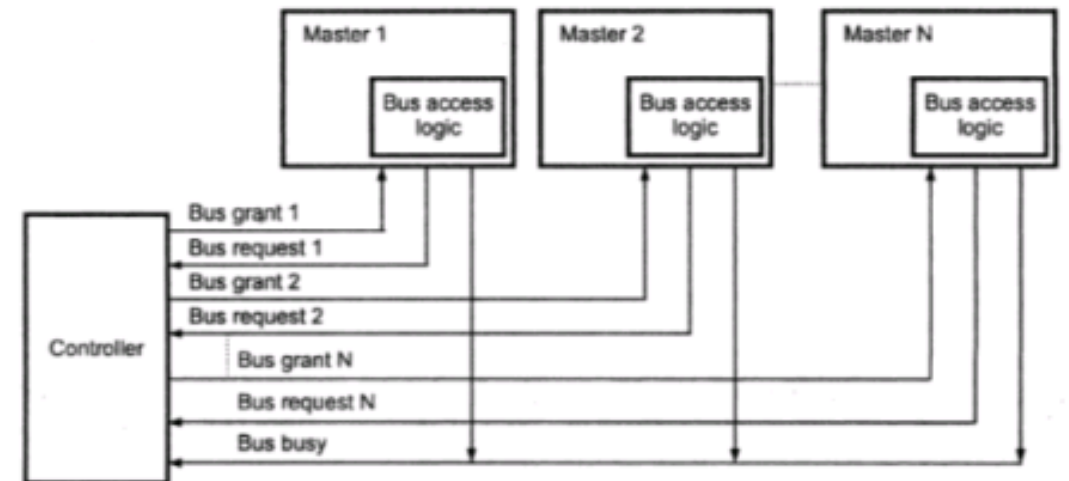 Master 1
Master 2
Master N
Bus access
logic
Bus access
logic
Bus access
logic
Bus grant 1
Bus request 1
Bus grant 2
Bus request 2
Controller
Bus grant N
Bus request N
Bus busy